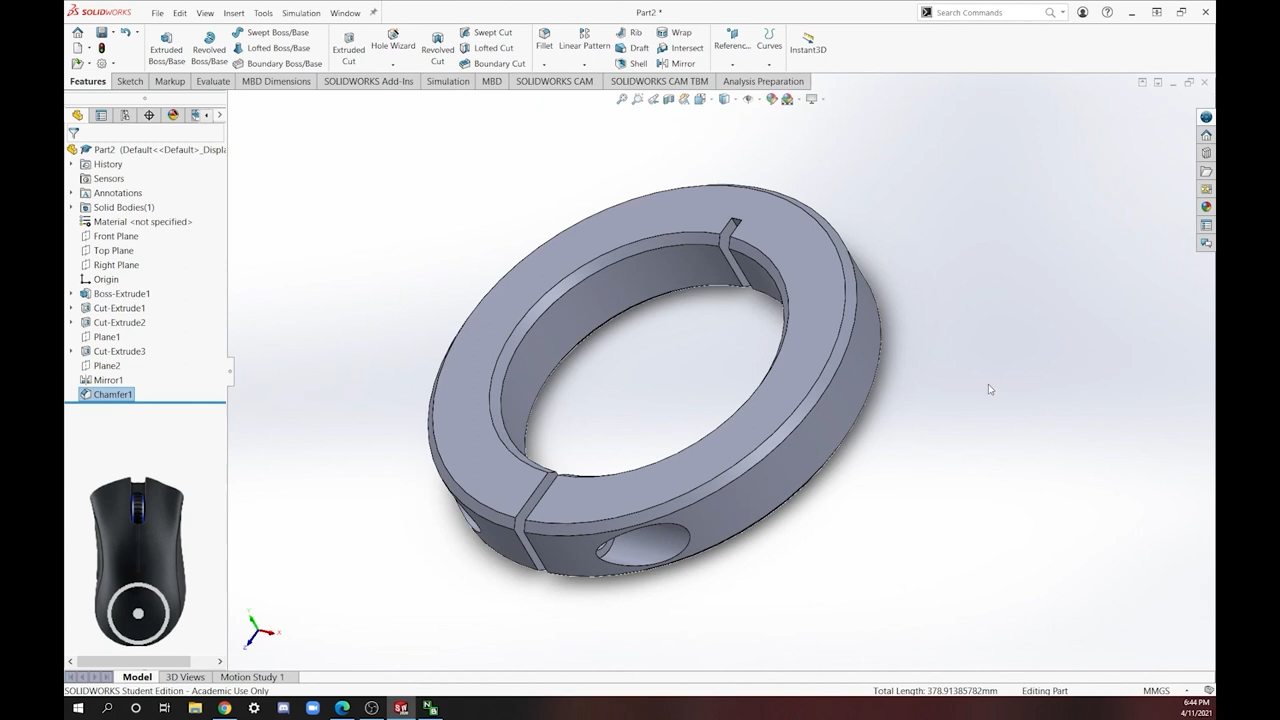 SOLIDWORKS File Edit View Insert Tools Simulation Window Part2 * Search Commands
Extruded Boss/Base Revolved Boss/Base Swept Boss/Base Lofted Boss/Base Boundary Boss/Base Extruded Cut Hole Wizard Revolved Cut Swept Cut Lofted Cut Boundary Cut Fillet Linear Pattern Rib Draft Shell Wrap Intersect Mirror Referenc... Curves Instant3D
Features Sketch Markup Evaluate MBD Dimensions SOLIDWORKS Add-Ins Simulation MBD SOLIDWORKS CAM SOLIDWORKS CAM TBM Analysis Preparation
Part2 (Default<<Default>_Displa
History
Sensors
Annotations
Solid Bodies(1)
Material <not specified>
Front Plane
Top Plane
Right Plane
Origin
Boss-Extrude1
Cut-Extrude1
Cut-Extrude2
Plane1
Cut-Extrude3
Plane2
Mirror1
Chamfer1
Model 3D Views Motion Study 1
SOLIDWORKS Student Edition - Academic Use Only Total Length: 378.91385782mm Editing Part MMGS
6:44 PM
4/11/2021